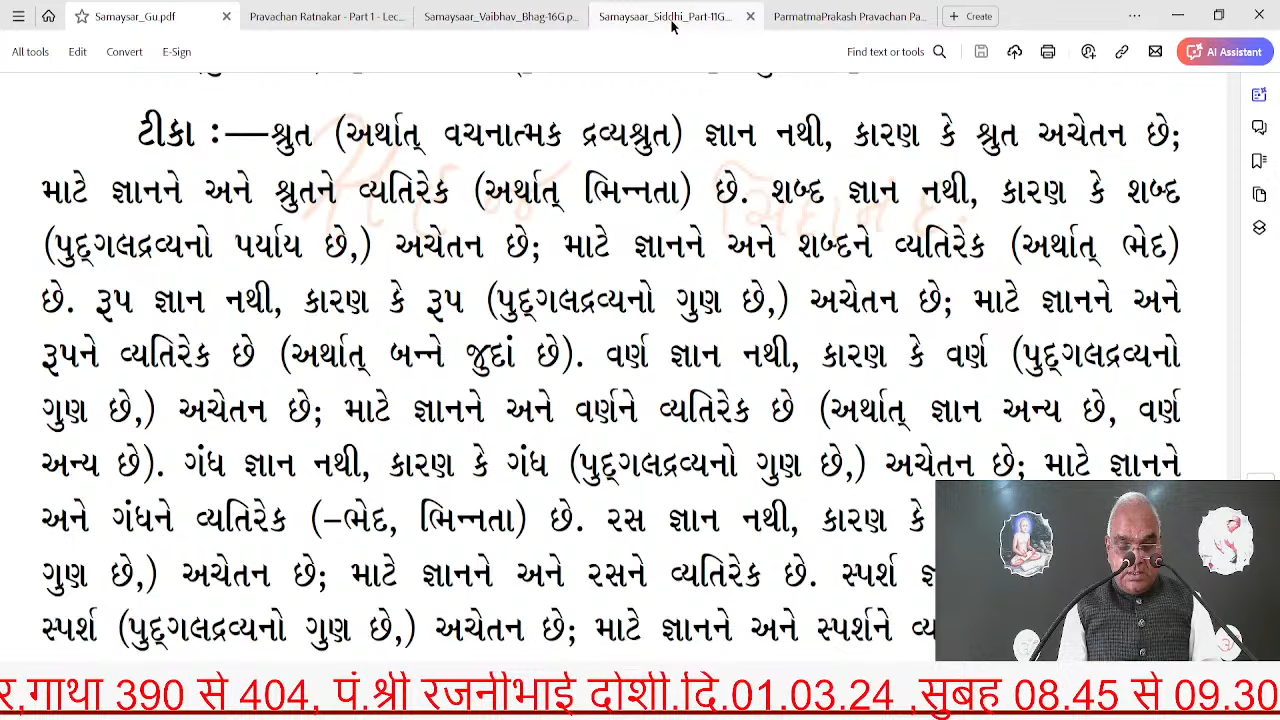 Samaysar_Gu.pdf
Pravachan Ratnakar - Part 1 - Lec...
Samaysaar_Vaibhav_Bhag-16G.p...
Samaysaar_Siddhi_Part-11G...
ParmatmaPrakash Pravachan Pa...
Create
All tools Edit Convert E-Sign
Find text or tools
AI Assistant
ટીકા :—શ્રુત (અર્થાત્ વચનાત્મક દ્રવ્યશ્રુત) જ્ઞાન નથી, કારણ કે શ્રુત અચેતન છે;
માટે જ્ઞાનને અને શ્રુતને વ્યતિરેક (અર્થાત્ ભિન્નતા) છે. શબ્દ જ્ઞાન નથી, કારણ કે શબ્દ
(પુદ્ગલદ્રવ્યનો પર્યાય છે,) અચેતન છે; માટે જ્ઞાનને અને શબ્દને વ્યતિરેક (અર્થાત્ ભેદ)
છે. રૂપ જ્ઞાન નથી, કારણ કે રૂપ (પુદ્ગલદ્રવ્યનો ગુણ છે,) અચેતન છે; માટે જ્ઞાનને અને
રૂપને વ્યતિરેક છે (અર્થાત્ બન્ને જુદાં છે). વર્ણ જ્ઞાન નથી, કારણ કે વર્ણ (પુદ્ગલદ્રવ્યનો
ગુણ છે,) અચેતન છે; માટે જ્ઞાનને અને વર્ણને વ્યતિરેક છે (અર્થાત્ જ્ઞાન અન્ય છે, વર્ણ
અન્ય છે). ગંધ જ્ઞાન નથી, કારણ કે ગંધ (પુદ્ગલદ્રવ્યનો ગુણ છે,) અચેતન છે; માટે જ્ઞાનને
અને ગંધને વ્યતિરેક (–ભેદ, ભિન્નતા) છે. રસ જ્ઞાન નથી, કારણ કે
ગુણ છે,) અચેતન છે; માટે જ્ઞાનને અને રસને વ્યતિરેક છે. સ્પર્શ
સ્પર્શ (પુદ્ગલદ્રવ્યનો ગુણ છે,) અચેતન છે; માટે જ્ઞાનને અને સ્પર્શને
ર,ગાથા 390 સે 404, પં.શ્રી રજનીભાઈ દોશી.દિ.01.03.24 ,સુબહ 08.45 સે 09.30